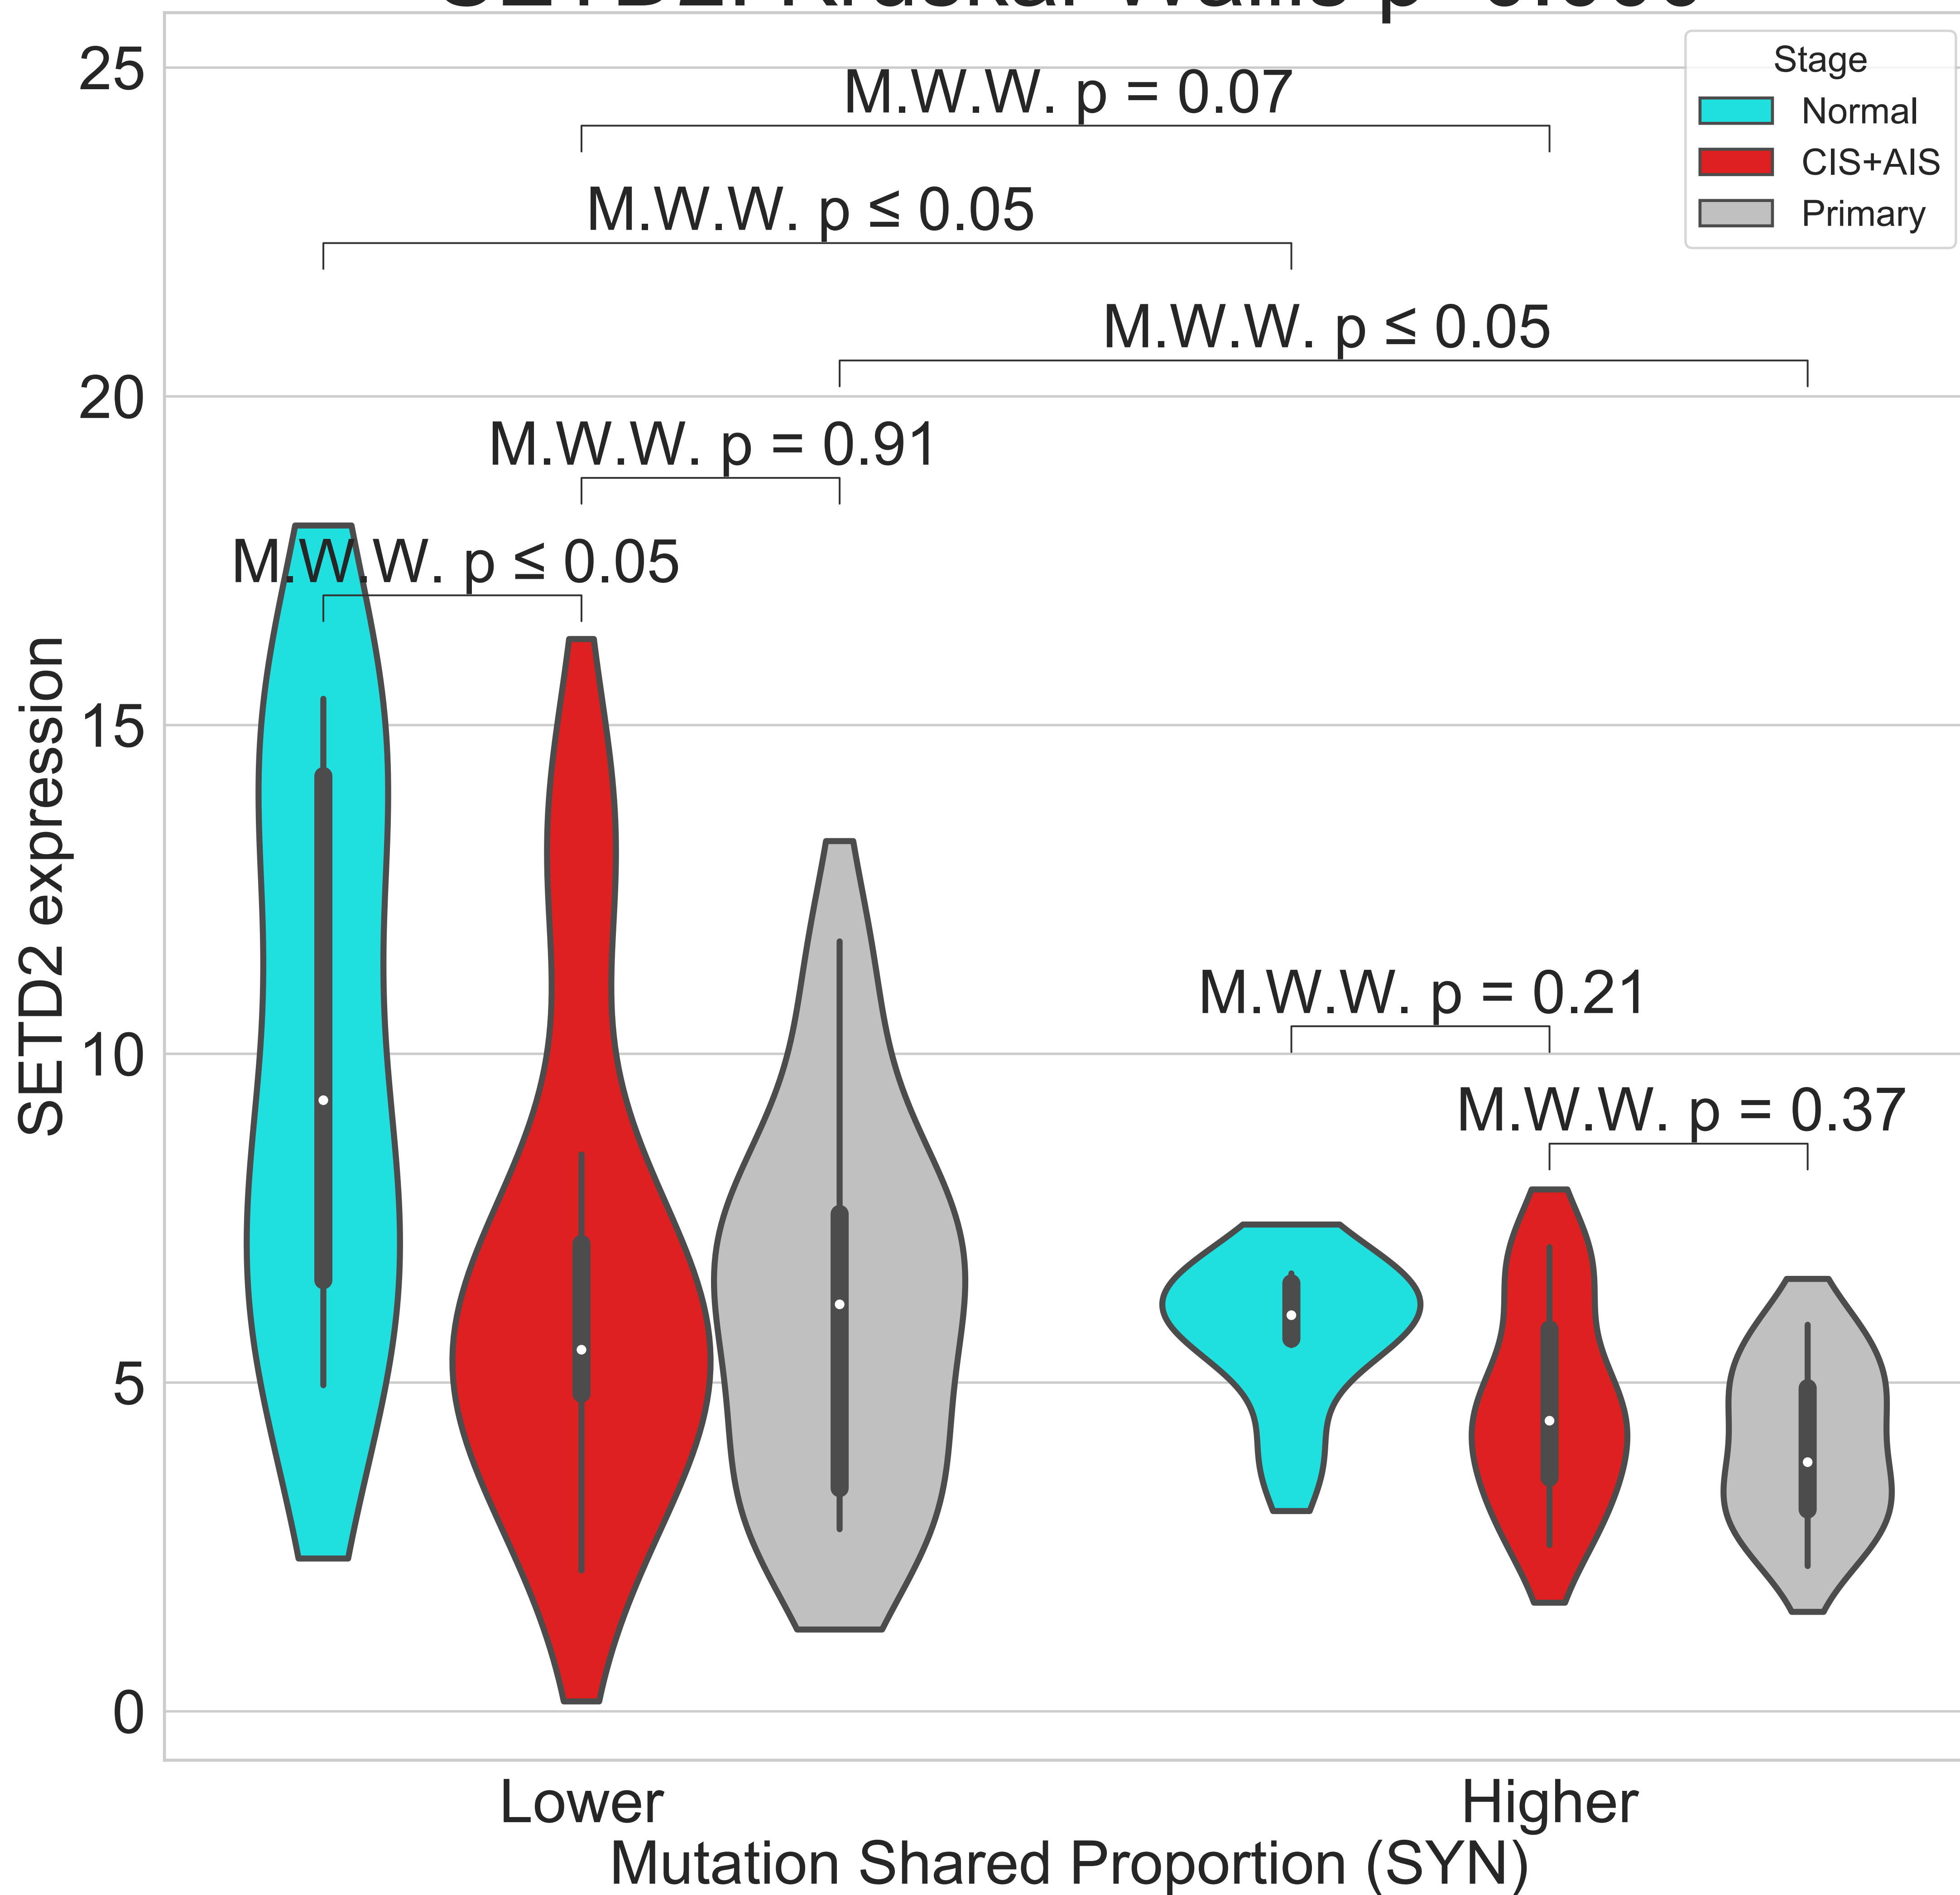 25
Stage
Normal
CIS+AIS
Primary
M.W.W. p = 0.07
M.W.W. p ≤ 0.05
M.W.W. p ≤ 0.05
20
M.W.W. p = 0.91
M.W.W. p ≤ 0.05
15
SETD2 expression
10
M.W.W. p = 0.21
M.W.W. p = 0.37
5
0
Lower
Higher
Mutation Shared Proportion (SYN)